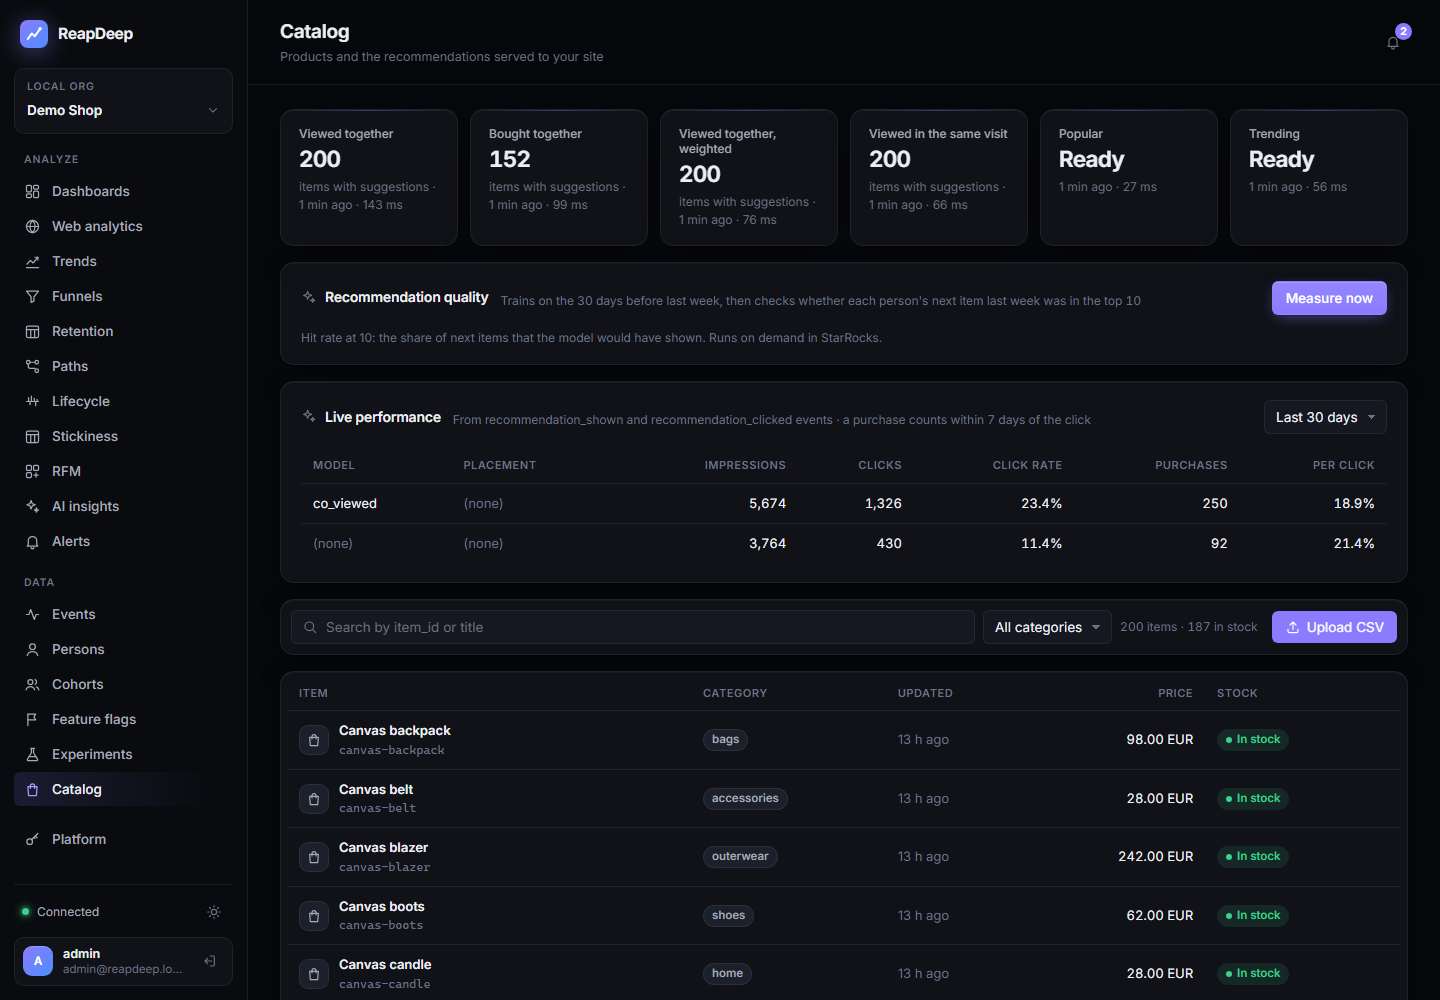 ReapDeep
LOCAL ORG
Demo Shop
ANALYZE
Dashboards
Web analytics
Trends
Funnels
Retention
Paths
Lifecycle
Stickiness
RFM
AI insights
Alerts
DATA
Events
Persons
Cohorts
Feature flags
Experiments
Catalog
Platform
Connected
A
admin
admin@reapdeep.lo...
Catalog
Products and the recommendations served to your site
2
Viewed together
200
items with suggestions ·
1 min ago · 143 ms
Bought together
152
items with suggestions ·
1 min ago · 99 ms
Viewed together,
weighted
200
items with suggestions ·
1 min ago · 76 ms
Viewed in the same visit
200
items with suggestions ·
1 min ago · 66 ms
Popular
Ready
1 min ago · 27 ms
Trending
Ready
1 min ago · 56 ms
Recommendation quality Trains on the 30 days before last week, then checks whether each person's next item last week was in the top 10
Measure now
Hit rate at 10: the share of next items that the model would have shown. Runs on demand in StarRocks.
Live performance From recommendation_shown and recommendation_clicked events · a purchase counts within 7 days of the click
Last 30 days
MODEL PLACEMENT IMPRESSIONS CLICKS CLICK RATE PURCHASES PER CLICK
co_viewed (none) 5,674 1,326 23.4% 250 18.9%
(none) (none) 3,764 430 11.4% 92 21.4%
Search by item_id or title
All categories
200 items · 187 in stock
Upload CSV
ITEM CATEGORY UPDATED PRICE STOCK
Canvas backpack
canvas-backpack
bags 13 h ago 98.00 EUR In stock
Canvas belt
canvas-belt
accessories 13 h ago 28.00 EUR In stock
Canvas blazer
canvas-blazer
outerwear 13 h ago 242.00 EUR In stock
Canvas boots
canvas-boots
shoes 13 h ago 62.00 EUR In stock
Canvas candle
canvas-candle
home 13 h ago 28.00 EUR In stock